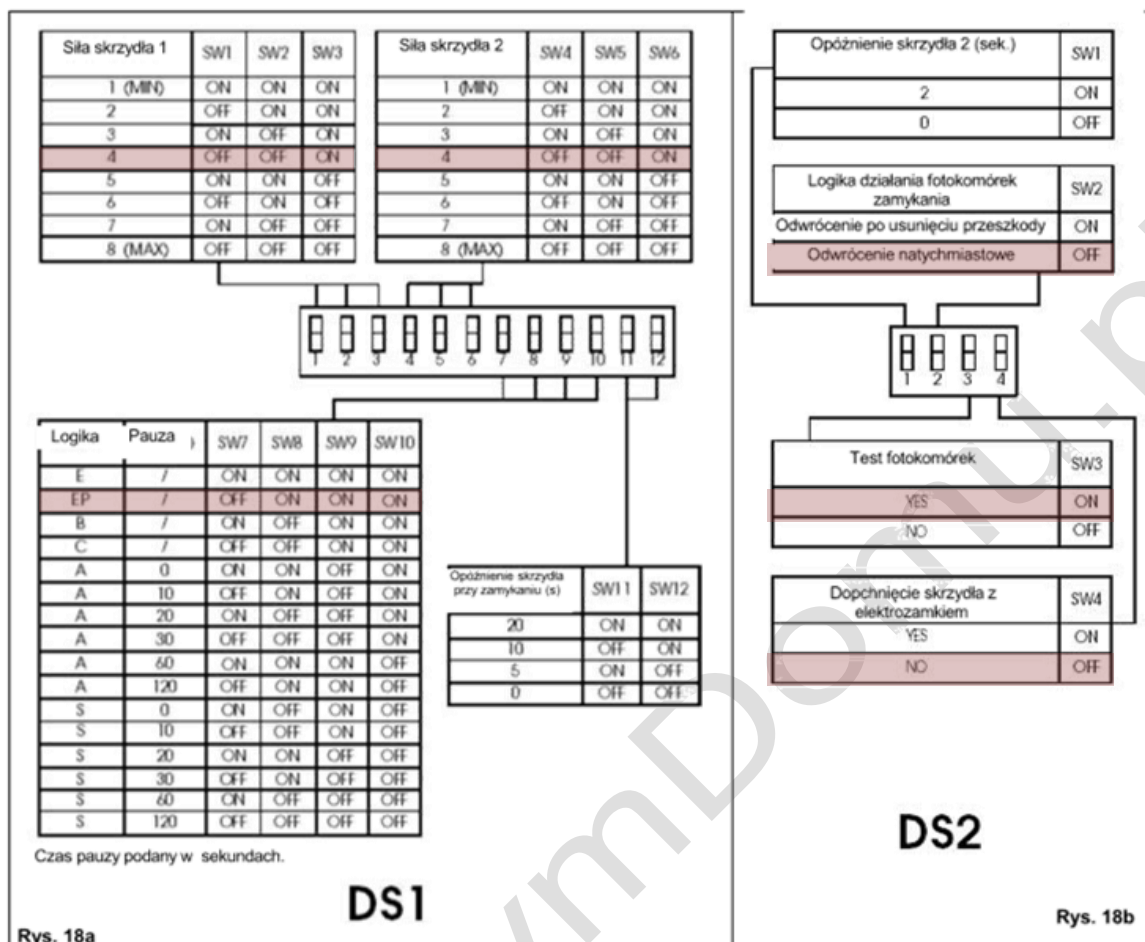 Siła skrzydła 1 SW1 SW2 SW3
1 (MIN) ON ON ON
2 OFF ON ON
3 ON OFF ON
4 OFF OFF ON
5 ON ON OFF
6 OFF ON OFF
7 ON OFF OFF
8 (MAX) OFF OFF OFF
Siła skrzydła 2 SW4 SW5 SW6
1 (MIN) ON ON ON
2 OFF ON ON
3 ON OFF ON
4 OFF OFF ON
5 ON ON OFF
6 OFF ON OFF
7 ON OFF OFF
8 (MAX) OFF OFF OFF
1 2 3 4 5 6 7 8 9 10 11 12
Logika Pauza ) SW7 SW8 SW9 SW10
E / ON ON ON ON
EP / OFF ON ON ON
B / ON OFF ON ON
C / OFF OFF ON ON
A 0 ON ON OFF ON
A 10 OFF ON OFF ON
A 20 ON OFF OFF ON
A 30 OFF OFF OFF ON
A 60 ON ON ON OFF
A 120 OFF ON ON OFF
S 0 ON OFF ON OFF
S 10 OFF OFF ON OFF
S 20 ON ON OFF OFF
S 30 OFF ON OFF OFF
S 60 ON OFF OFF OFF
S 120 OFF OFF OFF OFF
Czas pauzy podany w sekundach.
Opóźnienie skrzydła
przy zamykaniu (s) SW11 SW12
20 ON ON
10 OFF ON
5 ON OFF
0 OFF OFF
DS1
Rys. 18a
Opóźnienie skrzydła 2 (sek.) SW1
2 ON
0 OFF
Logika działania fotokomórek
zamykania SW2
Odwrócenie po usunięciu przeszkody ON
Odwrócenie natychmiastowe OFF
1 2 3 4
Test fotokomórek SW3
YES ON
NO OFF
Dopchnięcie skrzydła z
elektrozamkiem SW4
YES ON
NO OFF
DS2
Rys. 18b
ymDomu.p